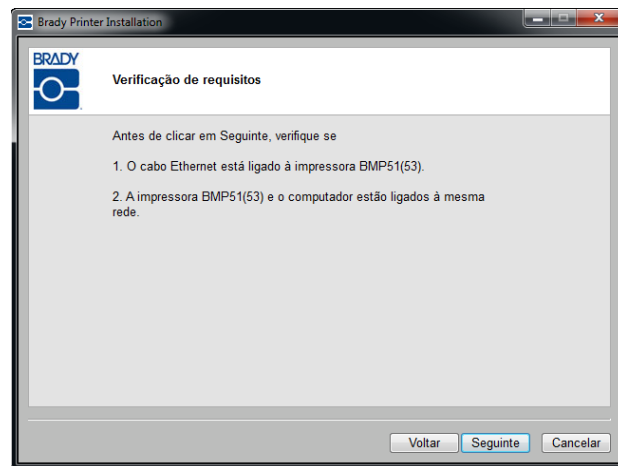 Brady Printer Installation
BRADY
Verificação de requisitos
Antes de clicar em Seguinte, verifique se
1. O cabo Ethernet está ligado à impressora BMP51(53).
2. A impressora BMP51(53) e o computador estão ligados à mesma
rede.
Voltar
Seguinte
Cancelar